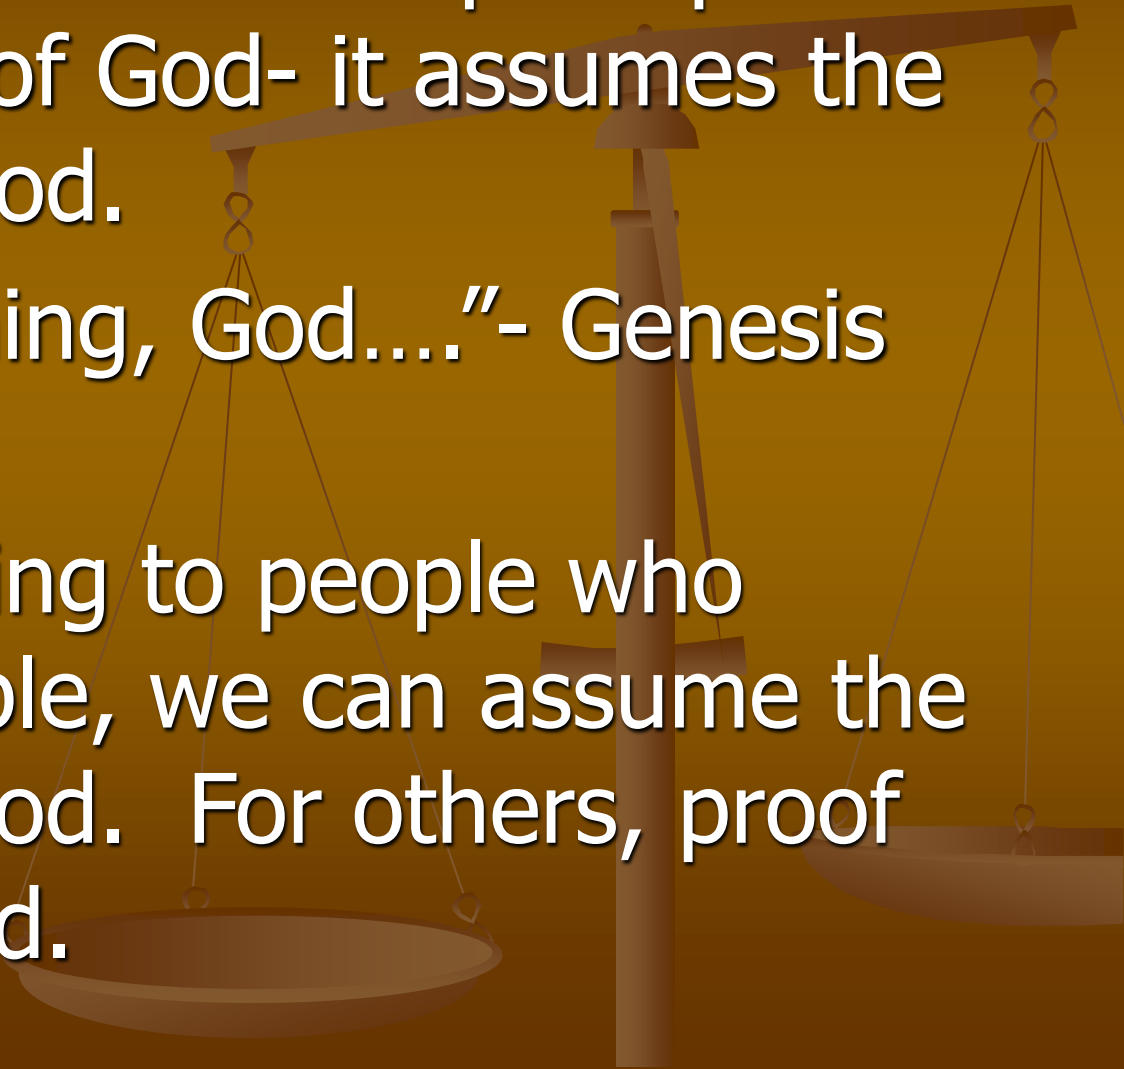 of God- it assumes the
od.
ing, God….”- Genesis
ing to people who
le, we can assume the
od.  For others, proof
d.